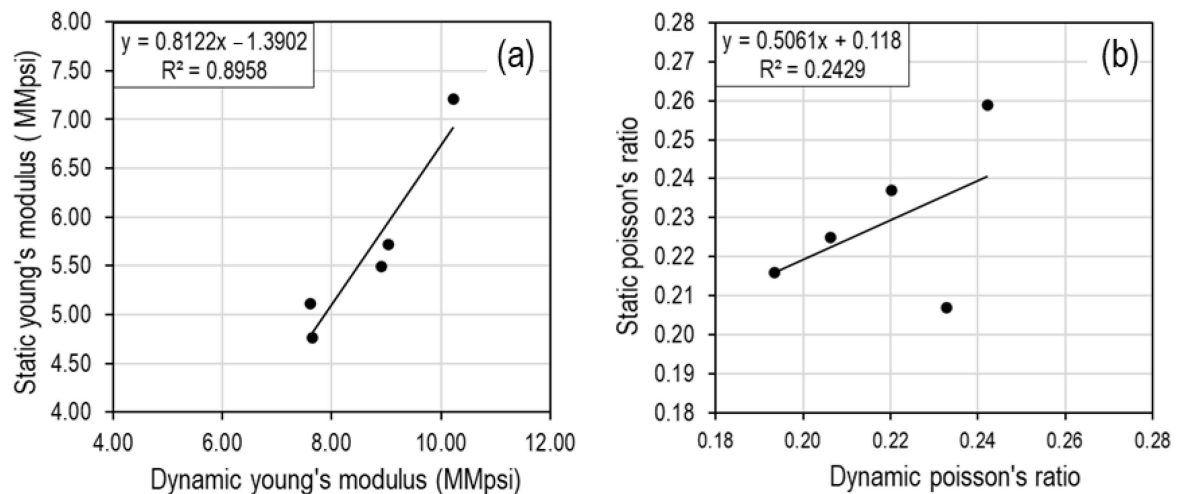 y = 0.8122x – 1.3902
R² = 0.8958
(a)
8.00
7.50
7.00
6.50
6.00
5.50
5.00
4.50
4.00
Static young's modulus ( MMpsi)
4.00 6.00 8.00 10.00 12.00
Dynamic young's modulus (MMpsi)
y = 0.5061x + 0.118
R² = 0.2429
(b)
0.28
0.27
0.26
0.25
0.24
0.23
0.22
0.21
0.20
0.19
0.18
Static poisson's ratio
0.18 0.20 0.22 0.24 0.26 0.28
Dynamic poisson's ratio